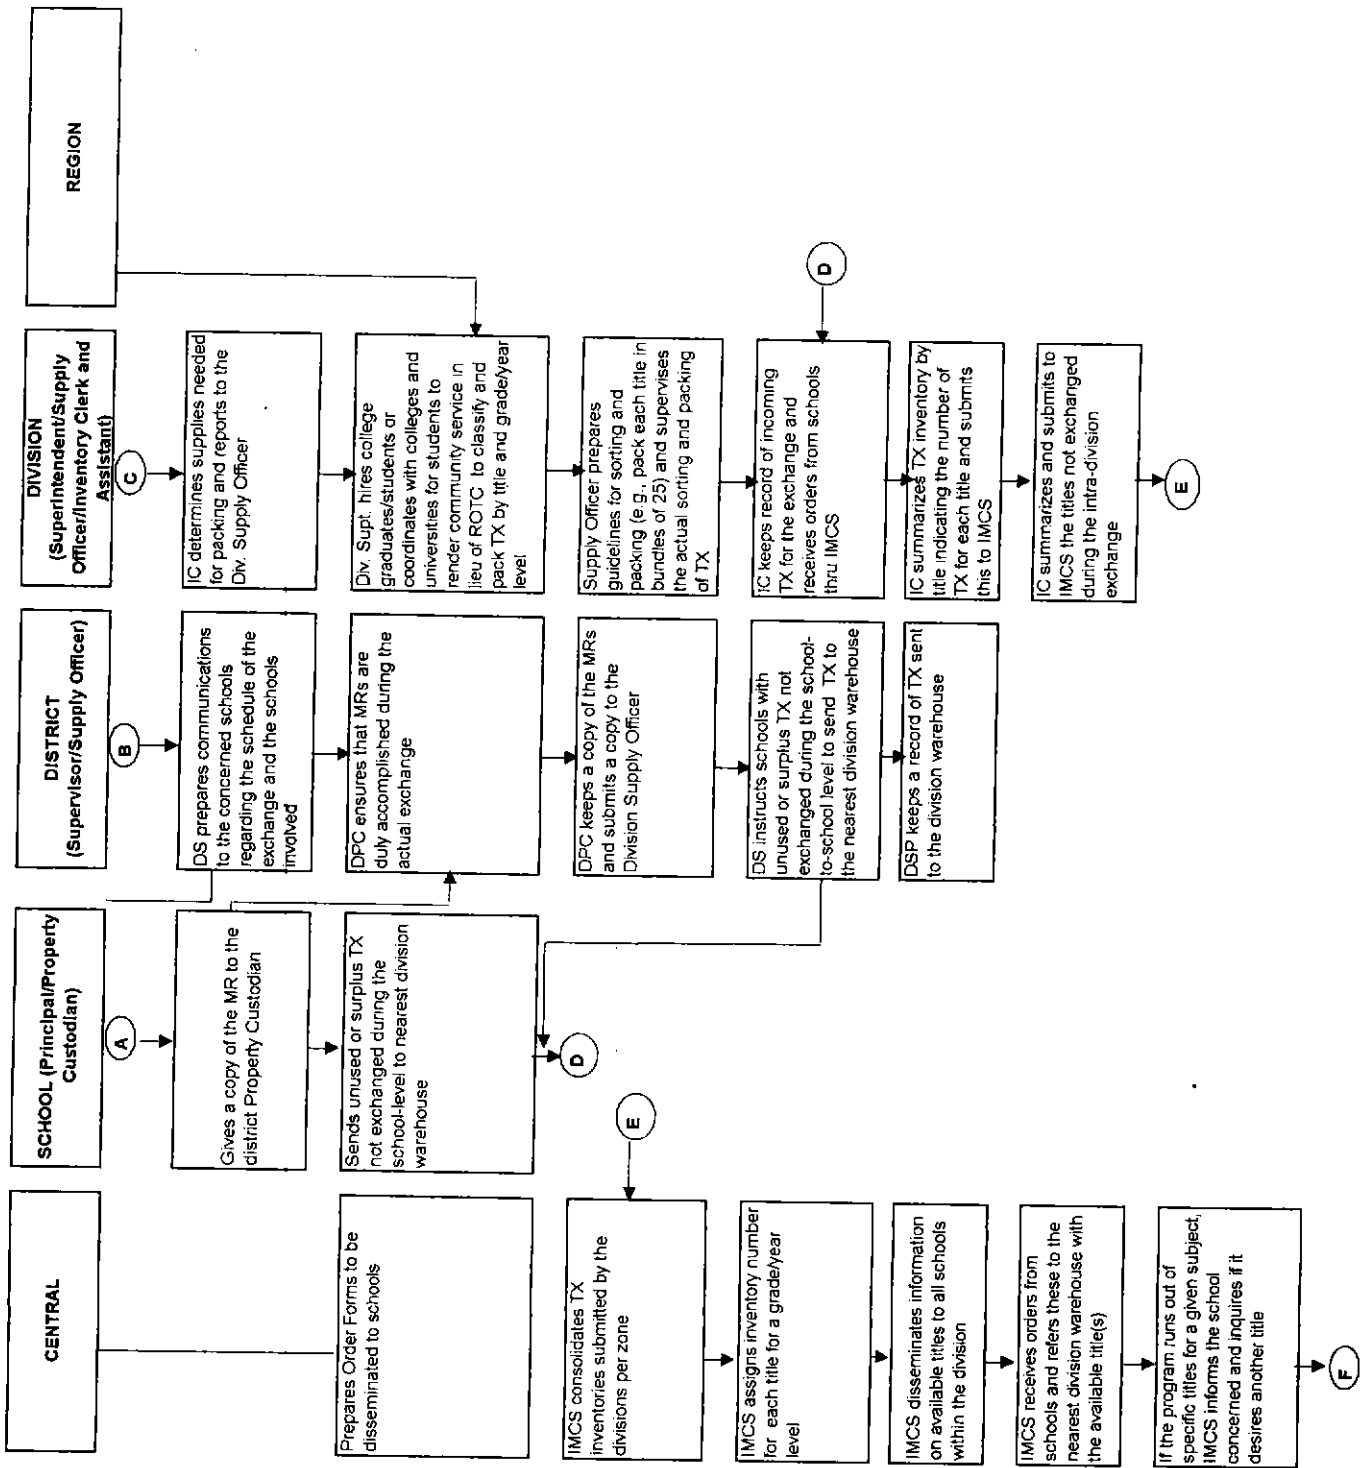 CENTRAL
Prepares Order Forms to be
disseminated to schools
IMCS consolidates TX
inventories submitted by the
divisions per zone
IMCS assigns inventory number
for each title for a grade/year
level
IMCS disseminates information
on available titles to all schools
within the division
IMCS receives orders from
schools and refers these to the
nearest division warehouse with
the available title(s)
If the program runs out of
specific titles for a given subject,
IMCS informs the school
concerned and inquires if it
desires another title
F
SCHOOL (Principal/Property
Custodian)
A
Gives a copy of the MR to the
district Property Custodian
Sends unused or surplus TX
not exchanged during the
school-level to nearest division
warehouse
D
E
DISTRICT
(Supervisor/Supply Officer)
B
DS prepares communications
to the concerned schools
regarding the schedule of the
exchange and the schools
involved
DPC ensures that MRs are
duly accomplished during the
actual exchange
DPC keeps a copy of the MRs
and submits a copy to the
Division Supply Officer
DS instructs schools with
unused or surplus TX not
exchanged during the school-
to-school level to send TX to
the nearest division warehouse
DSP keeps a record of TX sent
to the division warehouse
DIVISION
(Superintendent/Supply
Officer/Inventory Clerk and
Assistant)
C
IC determines supplies needed
for packing and reports to the
Div. Supply Officer
Div. Supt. hires college
graduates/students or
coordinates with colleges and
universities for students to
render community service in
lieu of ROTC to classify and
pack TX by title and grade/year
level
Supply Officer prepares
guidelines for sorting and
packing (e.g., pack each title in
bundles of 25) and supervises
the actual sorting and packing
of TX
IC keeps record of incoming
TX for the exchange and
receives orders from schools
thru IMCS
IC summarizes TX inventory by
title indicating the number of
TX for each title and submits
this to IMCS
IC summarizes and submits to
IMCS the titles not exchanged
during the intra-division
exchange
E
REGION
D